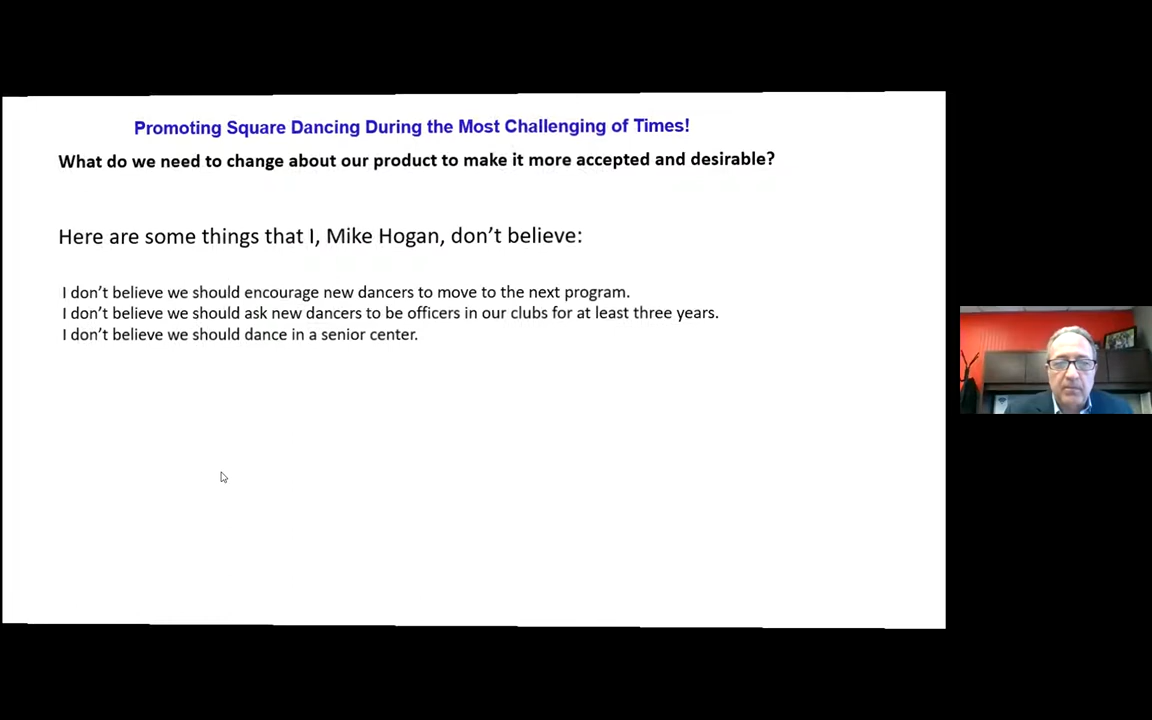 Promoting Square Dancing During the Most Challenging of Times!
What do we need to change about our product to make it more accepted and desirable?
Here are some things that I, Mike Hogan, don’t believe:
I don’t believe we should encourage new dancers to move to the next program.
I don’t believe we should ask new dancers to be officers in our clubs for at least three years.
I don’t believe we should dance in a senior center.